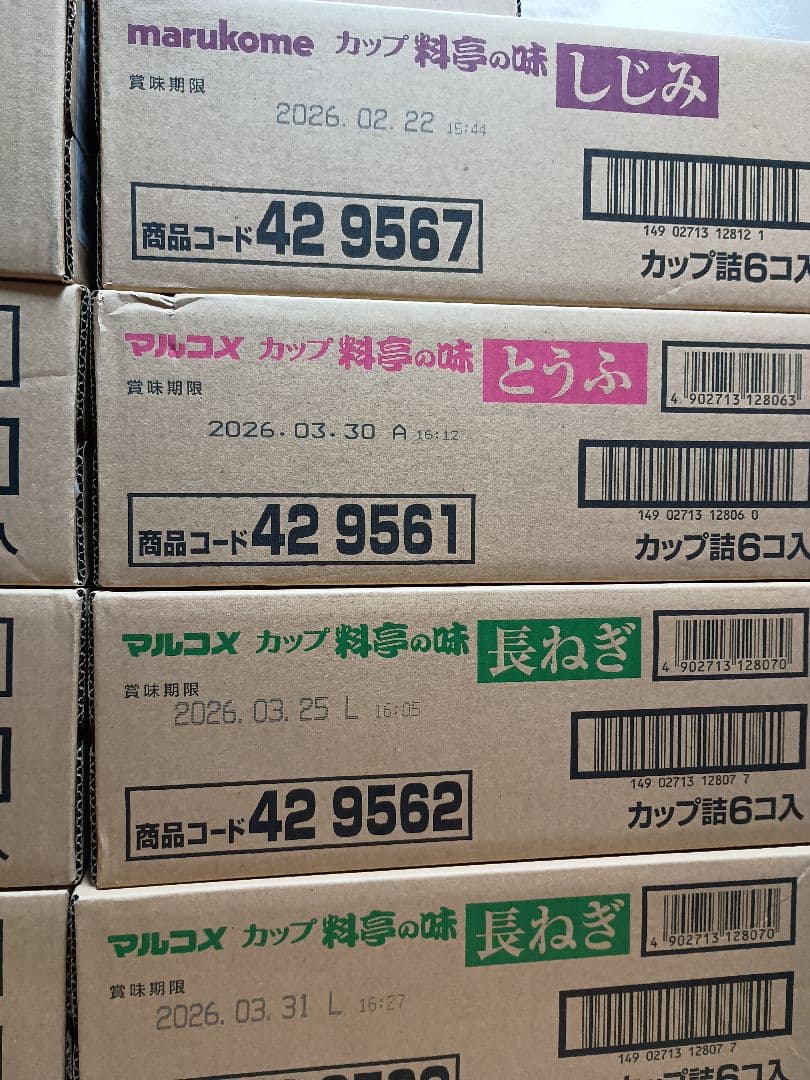 marukome カップ 料亭の味 しじみ
賞味期限
2026.02.22 15:44
商品コード 42 9567
149 02713 12812 1
カップ詰6コ入
マルコメ カップ 料亭の味 とうふ
賞味期限
4 902713 128063
2026.03.30 A 16:12
149 02713 12806 0
商品コード 42 9561
カップ詰6コ入
マルコメ カップ 料亭の味 長ねぎ
賞味期限
4 902713 128070
2026.03.25 L 16:05
149 02713 12807 7
商品コード 42 9562
カップ詰6コ入
マルコメ カップ 料亭の味 長ねぎ
4 902713 128070
賞味期限
2026.03.31 L 16:27
149 02713 12807 7